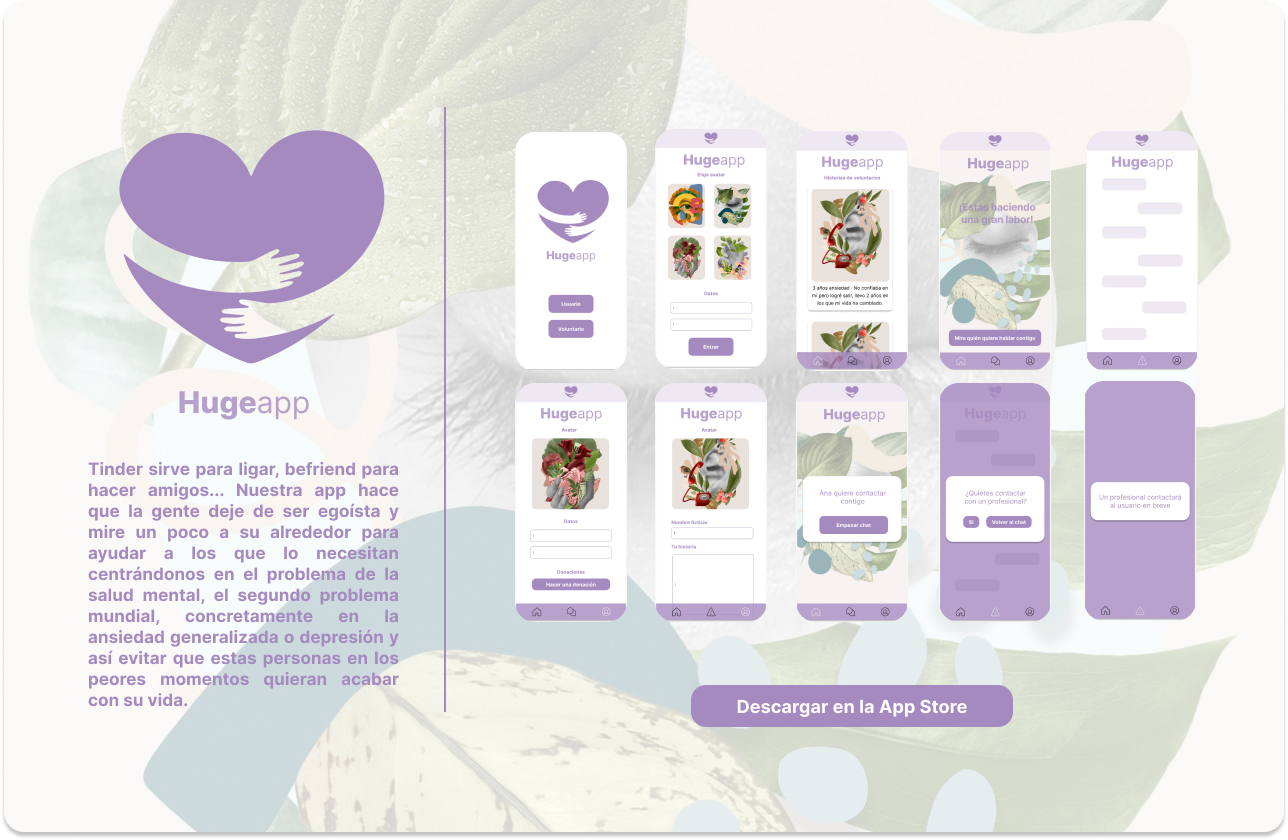 Hugeapp
Tinder sirve para ligar, befriend para
hacer amigos... Nuestra app hace
que la gente deje de ser egoísta y
mire un poco a su alrededor para
ayudar a los que lo necesitan
centrándonos en el problema de la
salud mental, el segundo problema
mundial, concretamente en la
ansiedad generalizada o depresión y
así evitar que estas personas en los
peores momentos quieran acabar
con su vida.
Hugeapp
Usuario
Voluntario
Hugeapp
Elige avatar
Datos
Entrar
Hugeapp
Historias de voluntarios
3 años ansiedad - No confiaba en
mi pero logré salir, llevo 2 años en
los que mi vida ha cambiado.
Hugeapp
¡Estás haciendo
una gran labor!
Mira quién quiere hablar contigo
Hugeapp
Hugeapp
Avatar
Datos
Donaciones
Hacer una donación
Hugeapp
Avatar
Nombre ficticio
Tu historia
Hugeapp
Ana quiere contactar
contigo
Empezar chat
Hugeapp
¿Quieres contactar
con un profesional?
Si
Volver al chat
Un profesional contactará
al usuario en breve
Descargar en la App Store